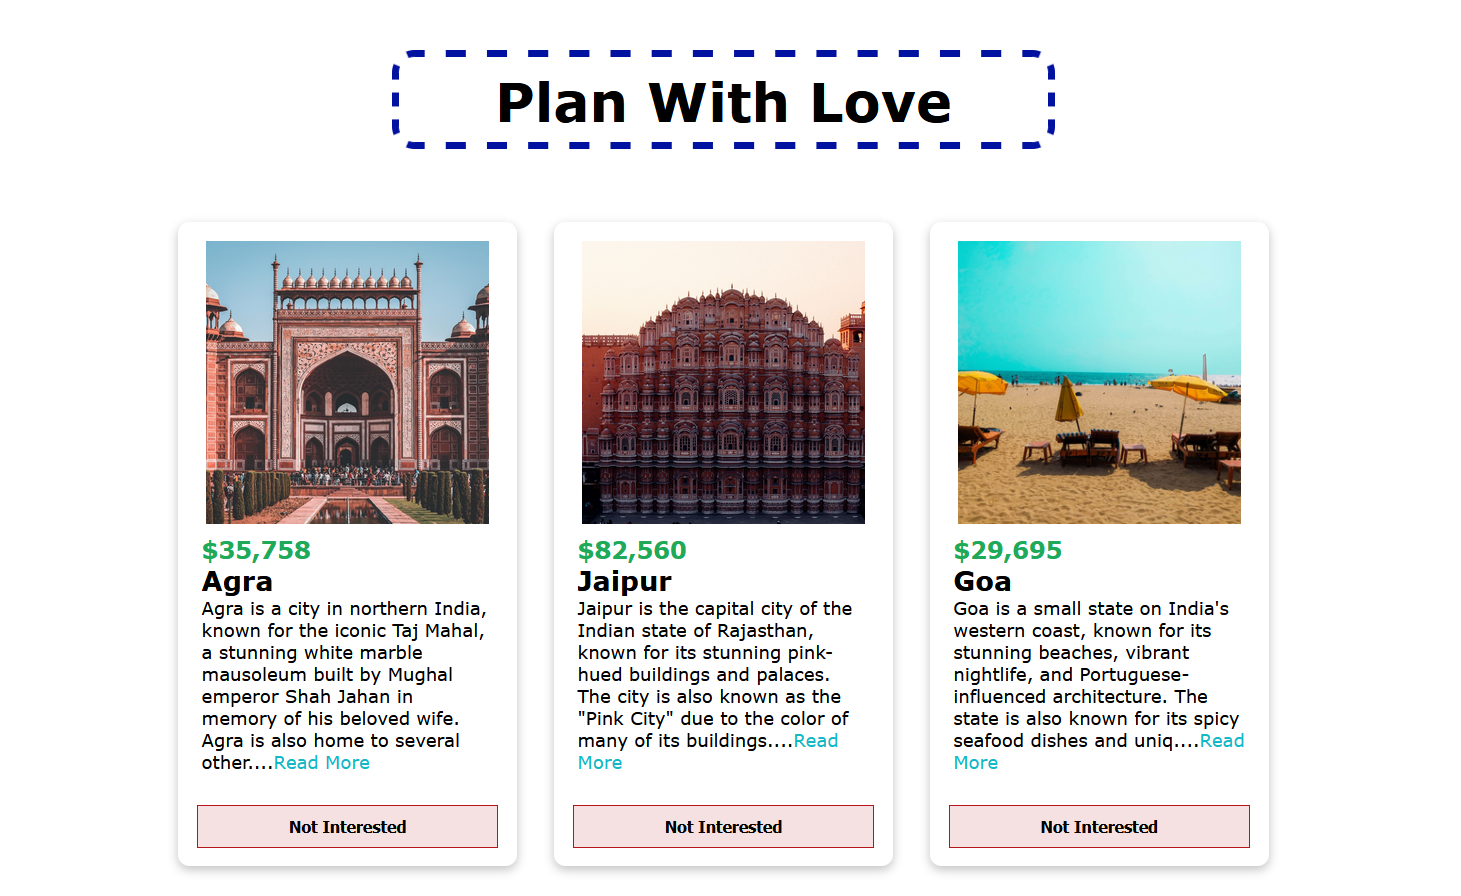 Plan With Love
$35,758
Agra
Agra is a city in northern India,
known for the iconic Taj Mahal,
a stunning white marble
mausoleum built by Mughal
emperor Shah Jahan in
memory of his beloved wife.
Agra is also home to several
other....Read More
Not Interested
$82,560
Jaipur
Jaipur is the capital city of the
Indian state of Rajasthan,
known for its stunning pink-
hued buildings and palaces.
The city is also known as the
"Pink City" due to the color of
many of its buildings....Read
More
Not Interested
$29,695
Goa
Goa is a small state on India's
western coast, known for its
stunning beaches, vibrant
nightlife, and Portuguese-
influenced architecture. The
state is also known for its spicy
seafood dishes and uniq....Read
More
Not Interested